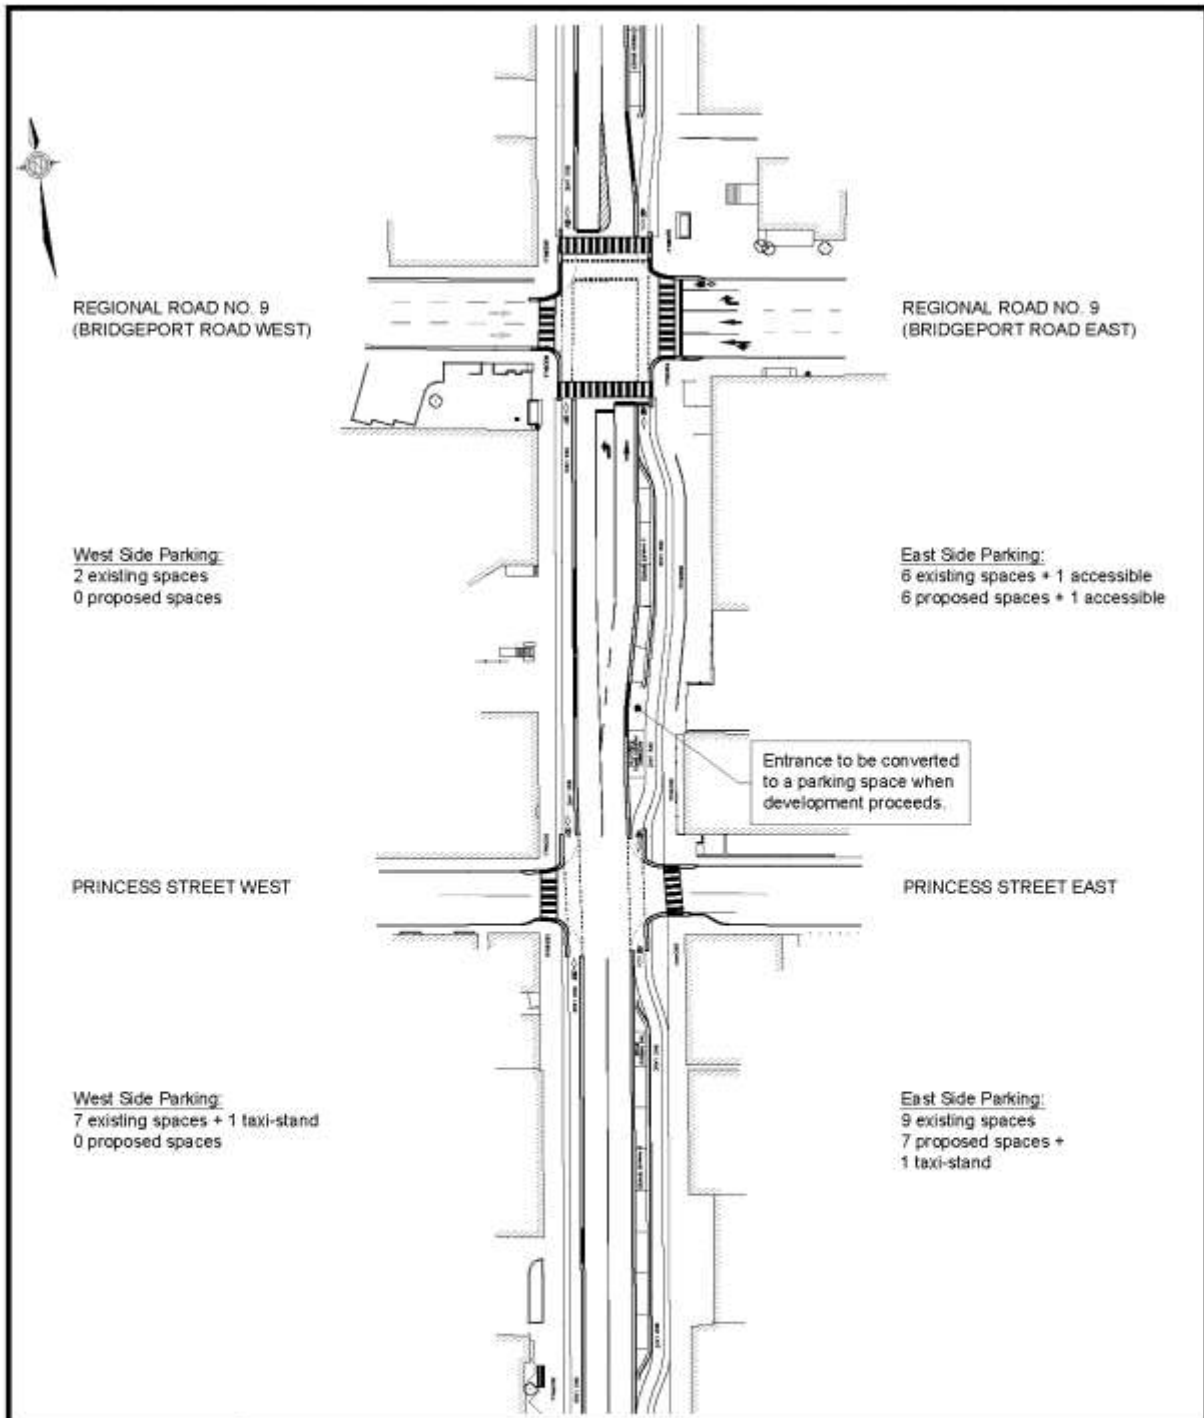 REGIONAL ROAD NO. 9
(BRIDGEPORT ROAD WEST)
REGIONAL ROAD NO. 9
(BRIDGEPORT ROAD EAST)
West Side Parking:
2 existing spaces
0 proposed spaces
East Side Parking:
6 existing spaces + 1 accessible
6 proposed spaces + 1 accessible
Entrance to be converted
to a parking space when
development proceeds.
PRINCESS STREET WEST
PRINCESS STREET EAST
West Side Parking:
7 existing spaces + 1 taxi-stand
0 proposed spaces
East Side Parking:
9 existing spaces
7 proposed spaces +
1 taxi-stand